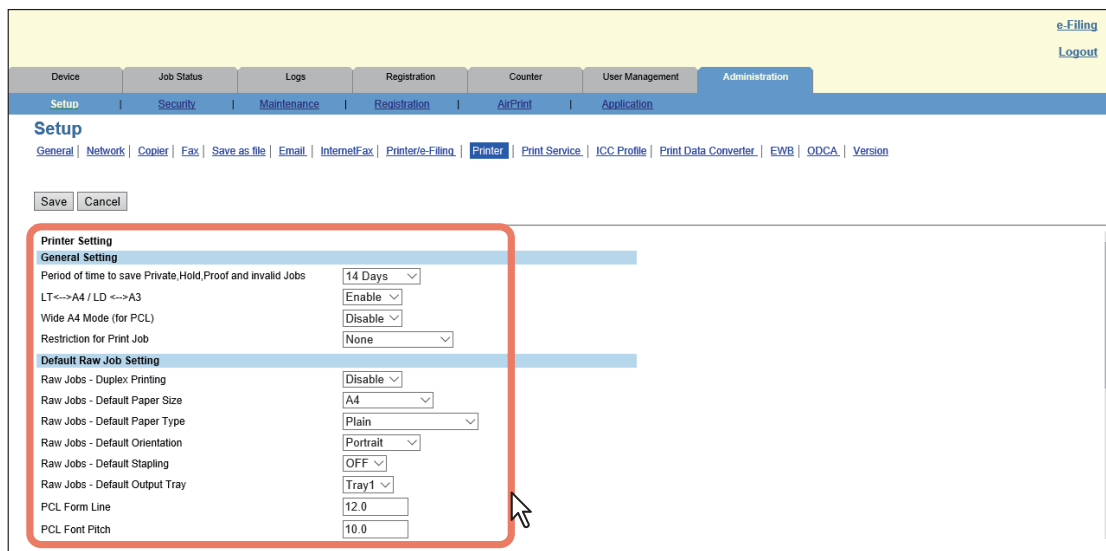 e-Filing
Logout
Device Job Status Logs Registration Counter User Management Administration
Setup | Security | Maintenance | Registration | AirPrint | Application
Setup
General | Network | Copier | Fax | Save as file | Email | InternetFax | Printer/e-Filing | Printer | Print Service | ICC Profile | Print Data Converter | EWB | ODCA | Version
Save Cancel
Printer Setting
General Setting
Period of time to save Private,Hold,Proof and invalid Jobs 14 Days
LT<-->A4 / LD <-->A3 Enable
Wide A4 Mode (for PCL) Disable
Restriction for Print Job None
Default Raw Job Setting
Raw Jobs - Duplex Printing Disable
Raw Jobs - Default Paper Size A4
Raw Jobs - Default Paper Type Plain
Raw Jobs - Default Orientation Portrait
Raw Jobs - Default Stapling OFF
Raw Jobs - Default Output Tray Tray1
PCL Form Line 12.0
PCL Font Pitch 10.0